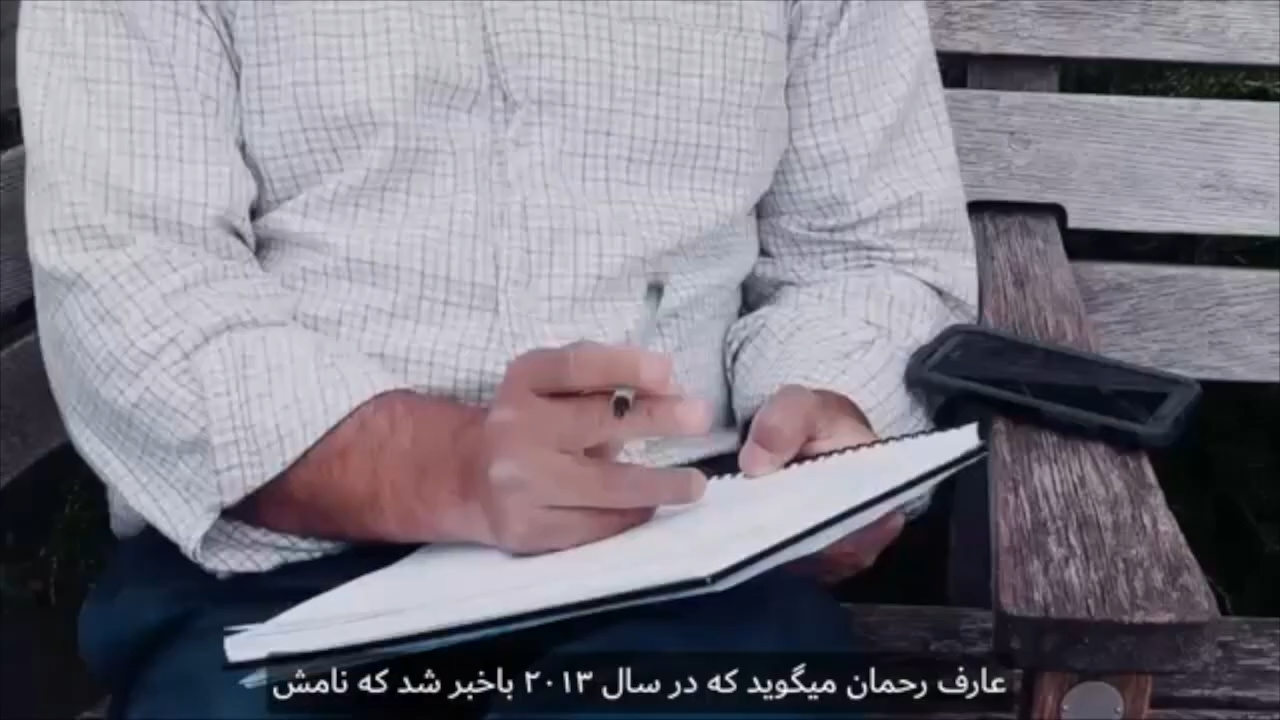 عارف رحمان میگوید که در سال ۲۰۱۳ باخبر شد که نامش